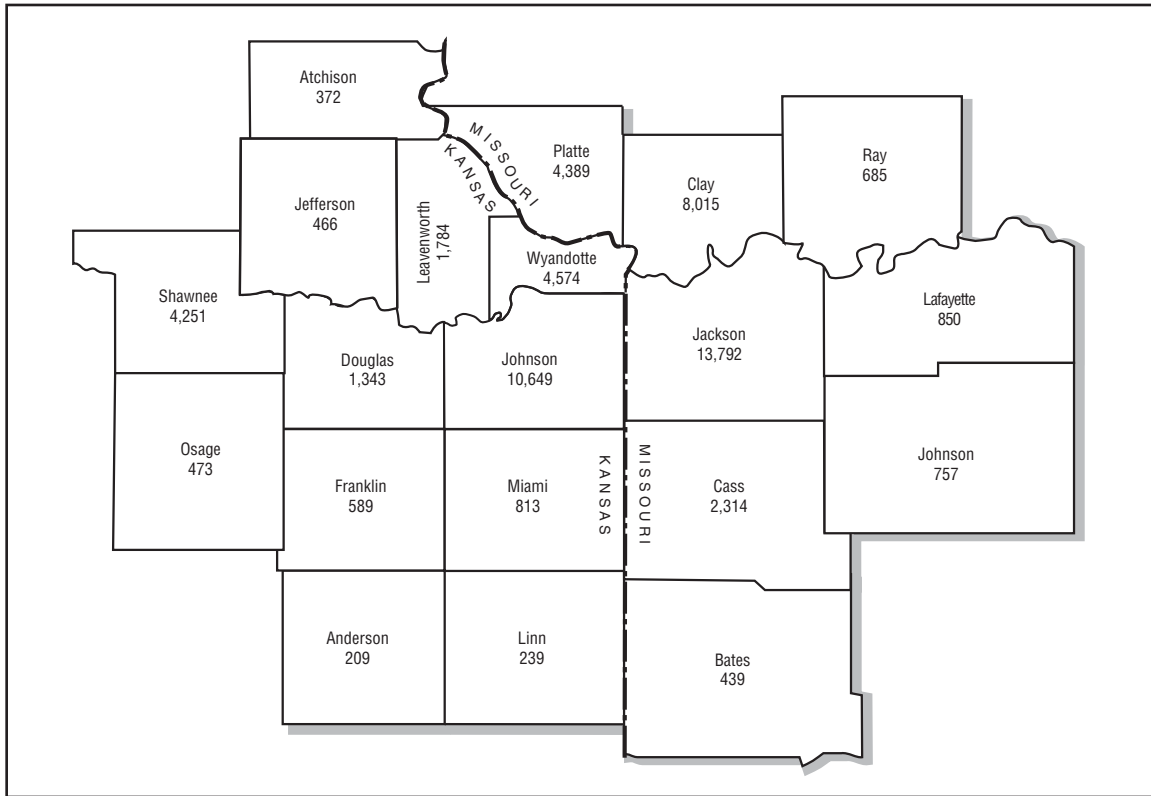 Atchison
372
MISSOURI
KANSAS
Platte
4,389
Clay
8,015
Ray
685
Jefferson
466
Leavenworth
1,784
Wyandotte
4,574
Shawnee
4,251
Lafayette
850
Jackson
13,792
Douglas
1,343
Johnson
10,649
Osage
473
Franklin
589
Miami
813
KANSAS
MISSOURI
Cass
2,314
Johnson
757
Anderson
209
Linn
239
Bates
439